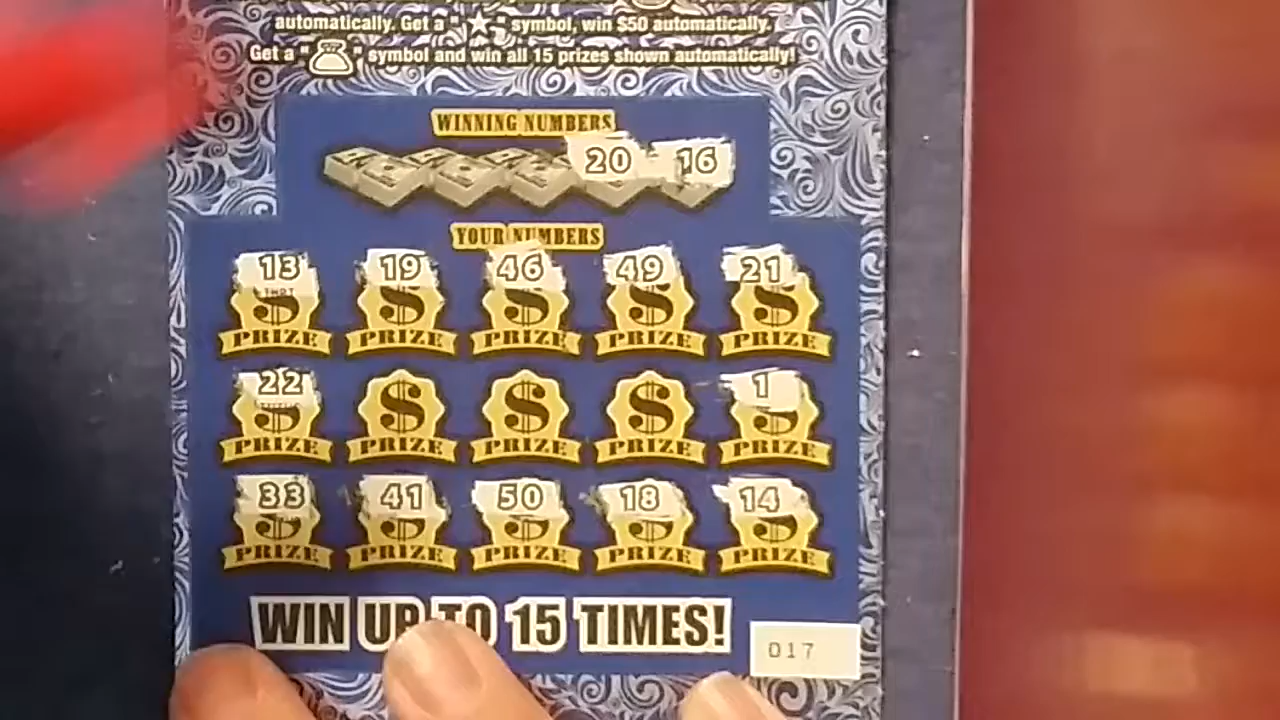 automatically. Get a "★" symbol, win $50 automatically.
Get a " " symbol and win all 15 prizes shown automatically!
WINNING NUMBERS
20 16
YOUR NUMBERS
13 19 46 49 21
THRT
$ $ $ $ $
PRIZE PRIZE PRIZE PRIZE PRIZE
22 1
$ $ $ $ $
PRIZE PRIZE PRIZE PRIZE PRIZE
33 41 50 18 14
$ $ $ $ $
PRIZE PRIZE PRIZE PRIZE PRIZE
WIN UP TO 15 TIMES!
017